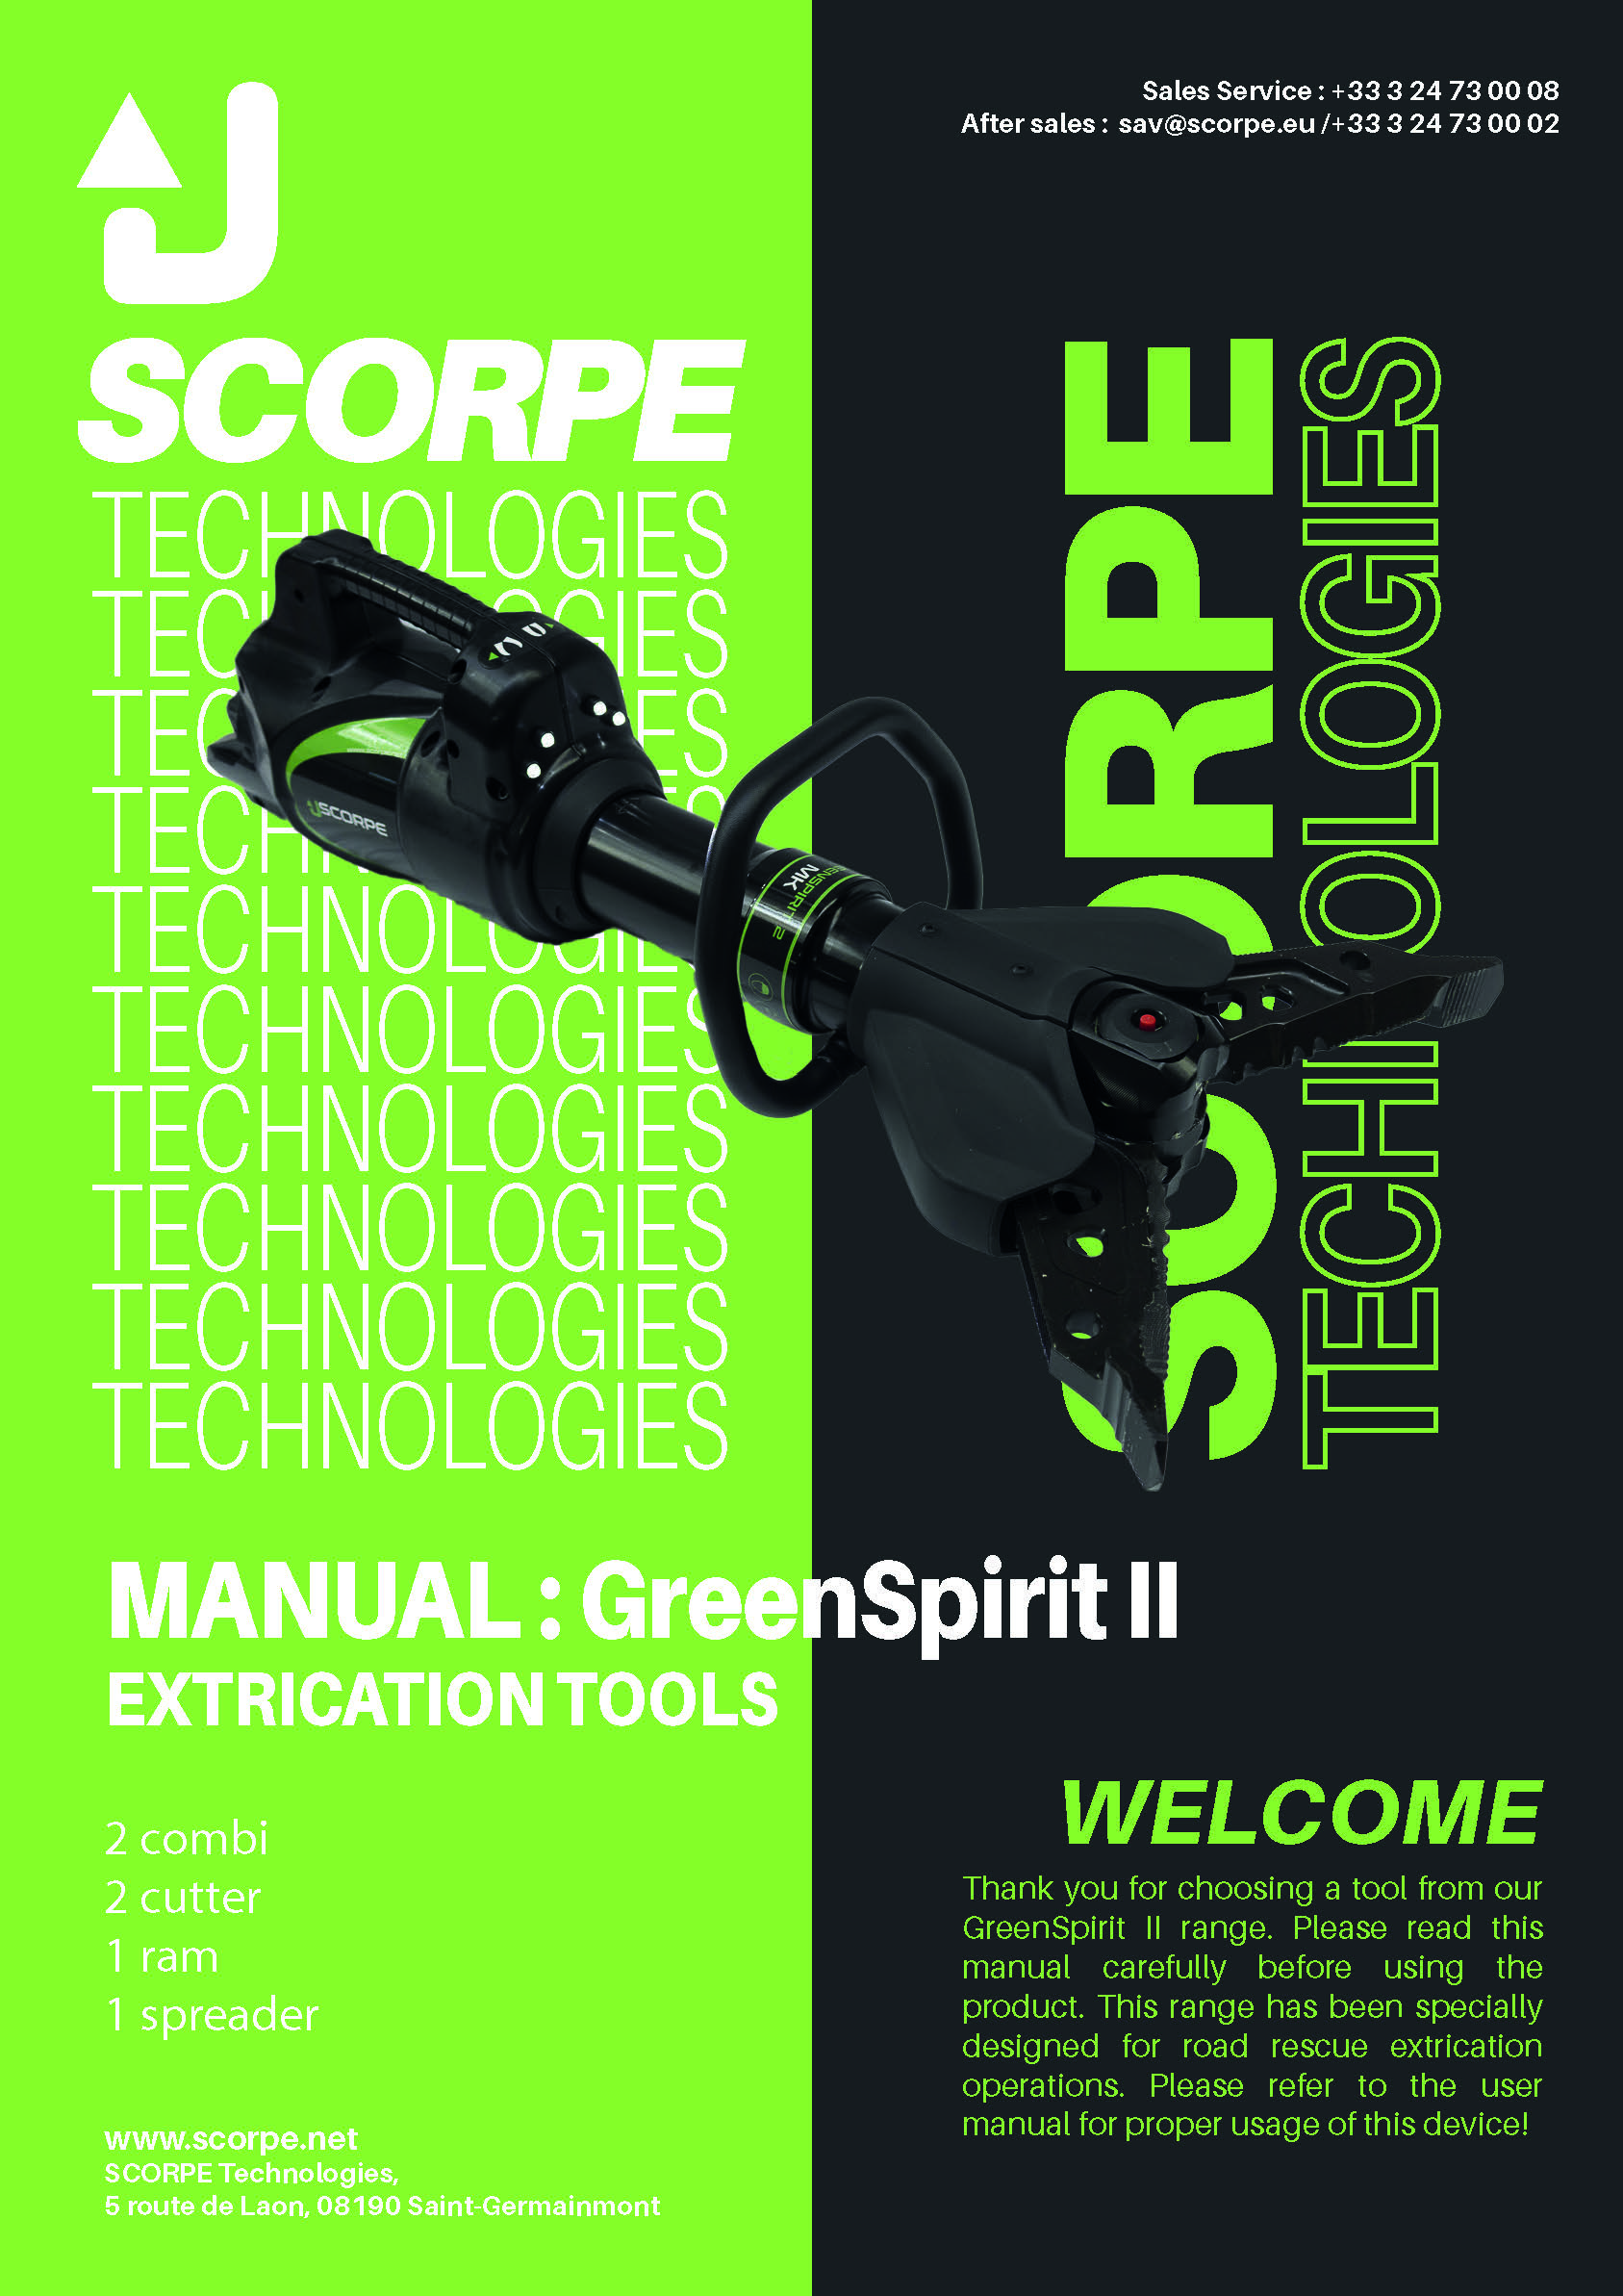 Sales Service : +33 3 24 73 00 08
After sales : sav@scorpe.eu /+33 3 24 73 00 02
SCORPE
TECHNOLOGIES
TECHNOLOGIES
TECHNOLOGIES
TECHNOLOGIES
TECHNOLOGIES
TECHNOLOGIES
TECHNOLOGIES
TECHNOLOGIES
TECHNOLOGIES
TECHNOLOGIES
SCORPE
MK2
SCORPE
TECHNOLOGIES
MANUAL : GreenSpirit II
EXTRICATION TOOLS
2 combi
2 cutter
1 ram
1 spreader
www.scorpe.net
SCORPE Technologies,
5 route de Laon, 08190 Saint-Germainmont
WELCOME
Thank you for choosing a tool from our
GreenSpirit II range. Please read this
manual carefully before using the
product. This range has been specially
designed for road rescue extrication
operations. Please refer to the user
manual for proper usage of this device!